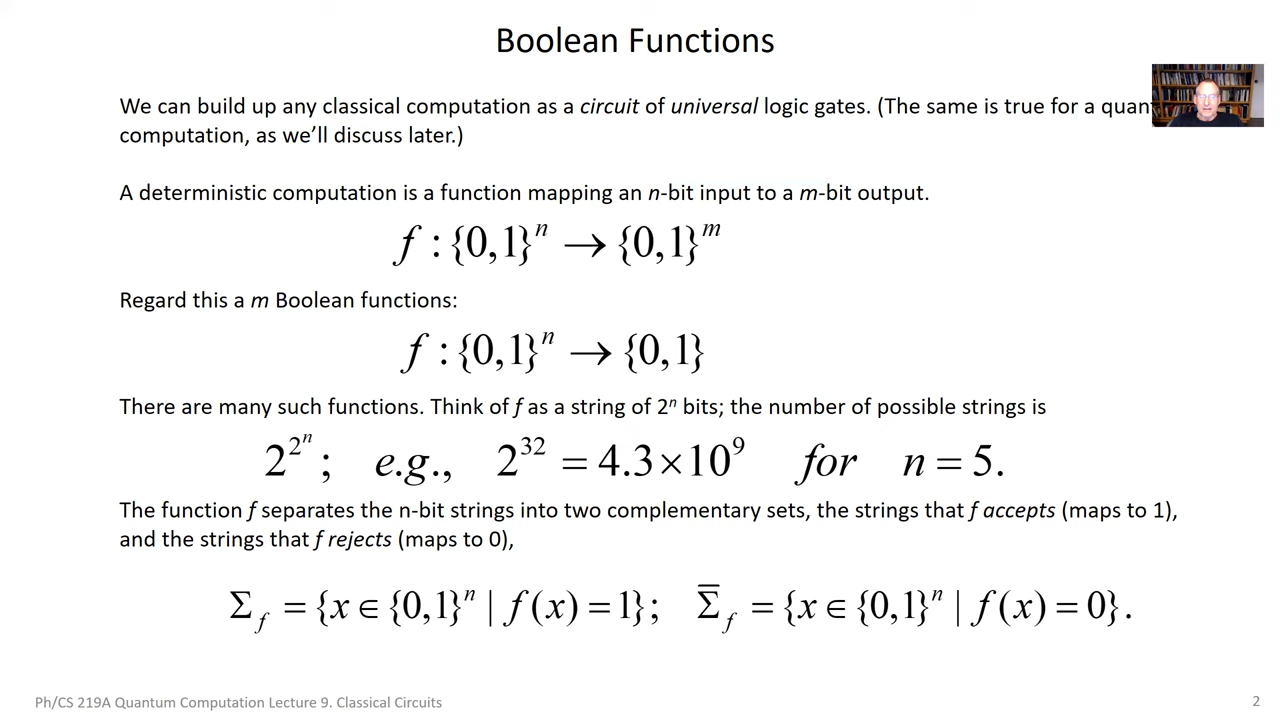 Boolean Functions
We can build up any classical computation as a circuit of universal logic gates. (The same is true for a
computation, as we'll discuss later.)
A deterministic computation is a function mapping an n-bit input to a m-bit output.
f : {0,1}ⁿ → {0,1}ᵐ
Regard this a m Boolean functions:
f : {0,1}ⁿ → {0,1}
There are many such functions. Think of f as a string of 2ⁿ bits; the number of possible strings is
2^{2^n} ; e.g., 2³² = 4.3×10⁹ for n = 5.
The function f separates the n-bit strings into two complementary sets, the strings that f accepts (maps to 1),
and the strings that f rejects (maps to 0),
Σ_f = {x ∈ {0,1}ⁿ | f(x) = 1}; Σ̅_f = {x ∈ {0,1}ⁿ | f(x) = 0}.
Ph/CS 219A Quantum Computation Lecture 9. Classical Circuits
2